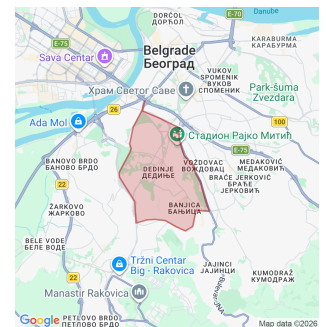 DORĆOL
ДОРЋОЛ
E-70
Danube
E-75
Sava Centar
Belgrade
Београд
KARABURMA
КАРАБУРМА
VUKOV
SPOMENIK
ВУКОВ
СПОМЕНИК
Park-šuma
Zvezdara
Храм Светог Саве
26
Ada Mol
100
Стадион Рајко Митић
E-75
BANOVO BRDO
БАНОВО БРДО
DEDINJE
ДЕДИЊЕ
VOŽDOVAC
ВОЖДОВАЦ
MEDAKOVIĆ
МЕДАКОВИЋ
BRAĆE JERKOVIĆ
БРАЋЕ
ЈЕРКОВИЋ
22
ŽARKOVO
ЖАРКОВО
BANJICA
БАЊИЦА
BELE VODE
БЕЛЕ ВОДЕ
Tržni Centar
Big - Rakovica
JAJINCI
ЈАЈИНЦИ
KUMODRAŽ
КУМОДРАЖ
22
Manastir Rakovica
Google
PETLOVO BRDO
ПЕТЛОВО БРДО
Map data ©2026